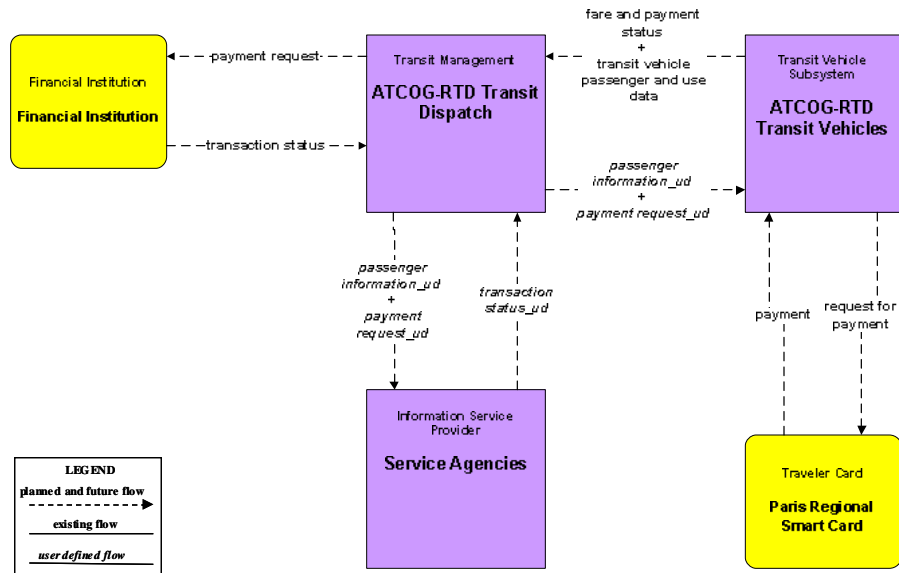 Financial Institution
Financial Institution
payment request
transaction status
Transit Management
ATCOG-RTD Transit
Dispatch
fare and payment
status
+
transit vehicle
passenger and use
data
Transit Vehicle
Subsystem
ATCOG-RTD
Transit Vehicles
passenger
information_ud
+
payment request_ud
passenger
information_ud
+
payment
request_ud
transaction
status_ud
payment
request for
payment
Information Service
Provider
Service Agencies
Traveler Card
Paris Regional
Smart Card
LEGEND
planned and future flow
existing flow
user defined flow